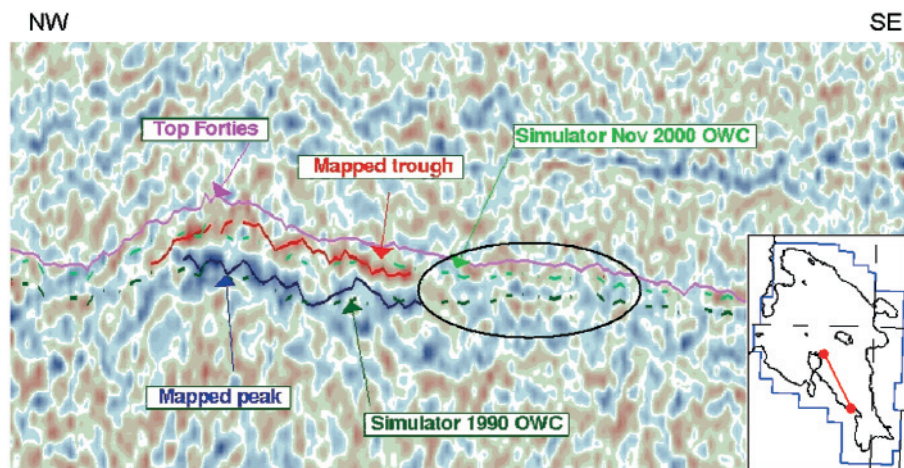 NW
SE
Top Forties
Simulator Nov 2000 OWC
Mapped trough
Mapped peak
Simulator 1990 OWC